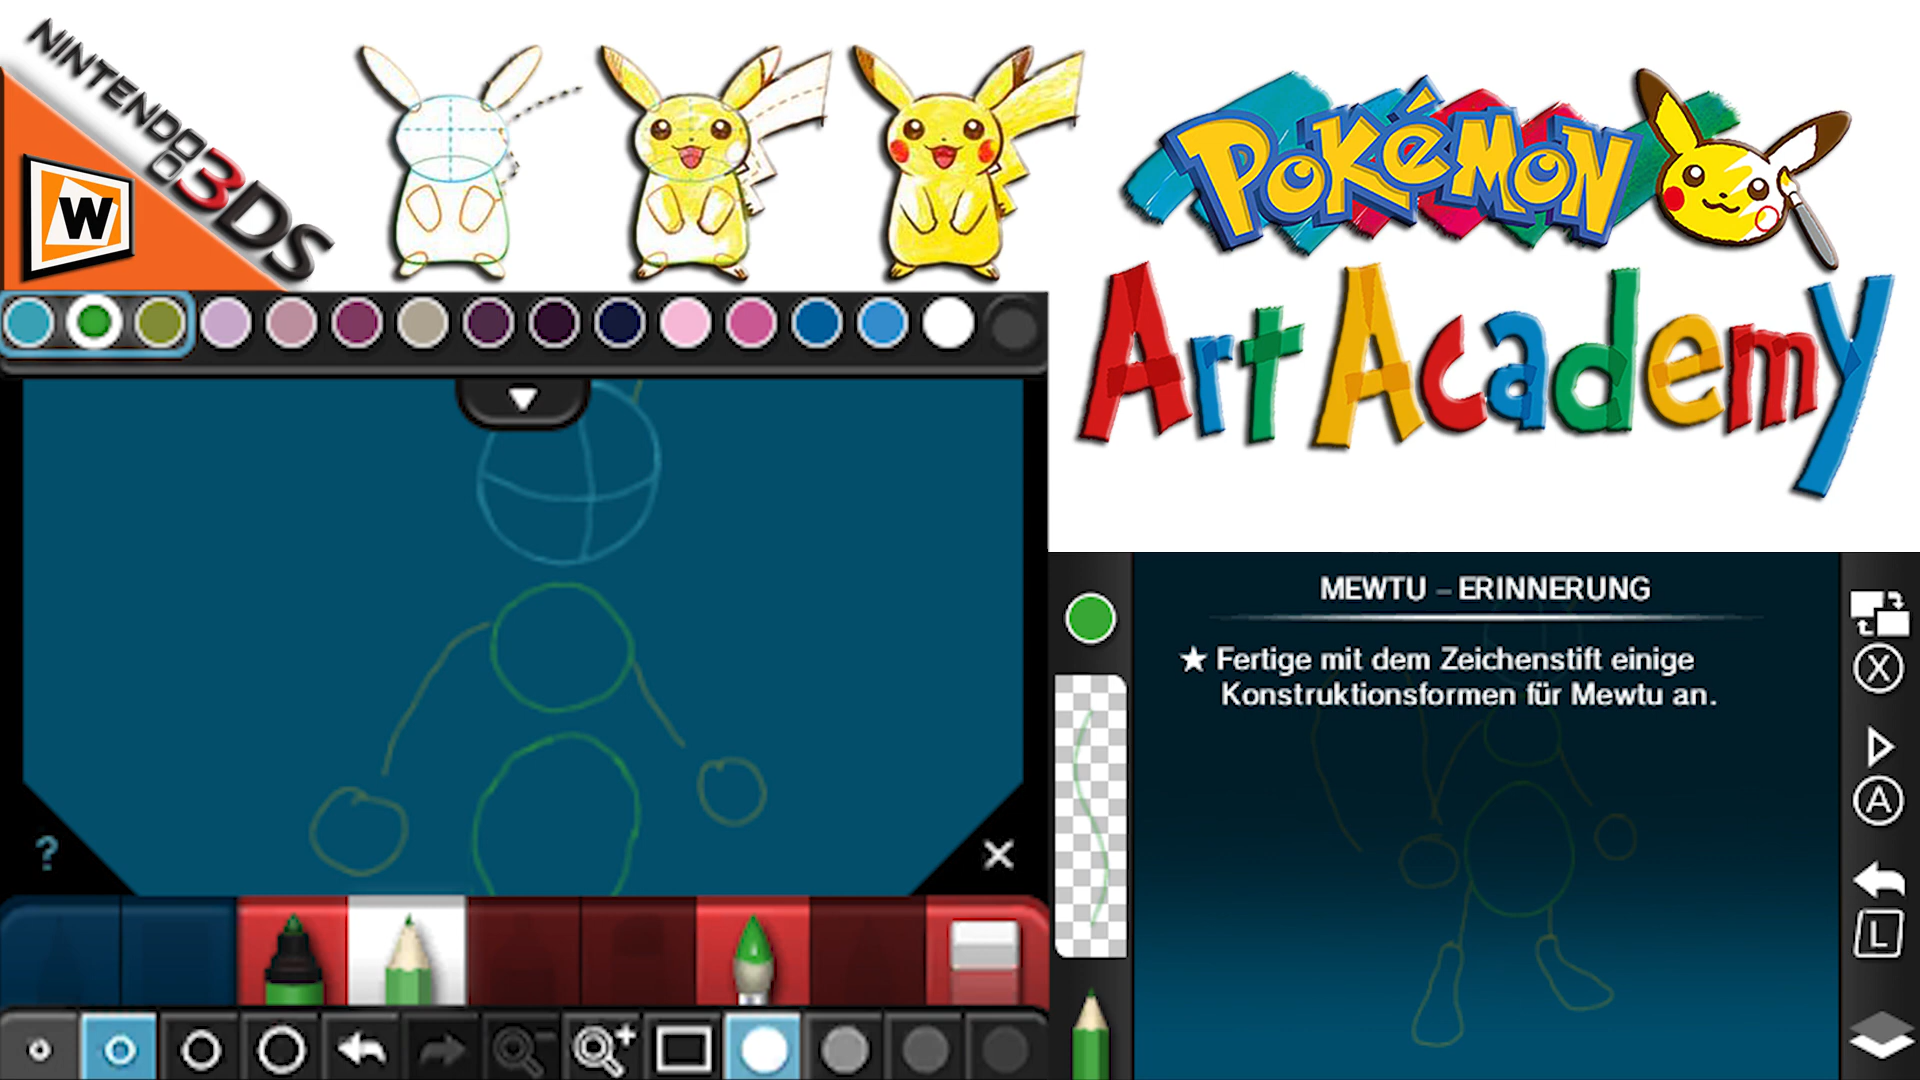 NINTENDO 3DS
W
POKéMON
Art Academy
?
MEWTU – ERINNERUNG
★ Fertige mit dem Zeichenstift einige
Konstruktionsformen für Mewtu an.
X
A
L